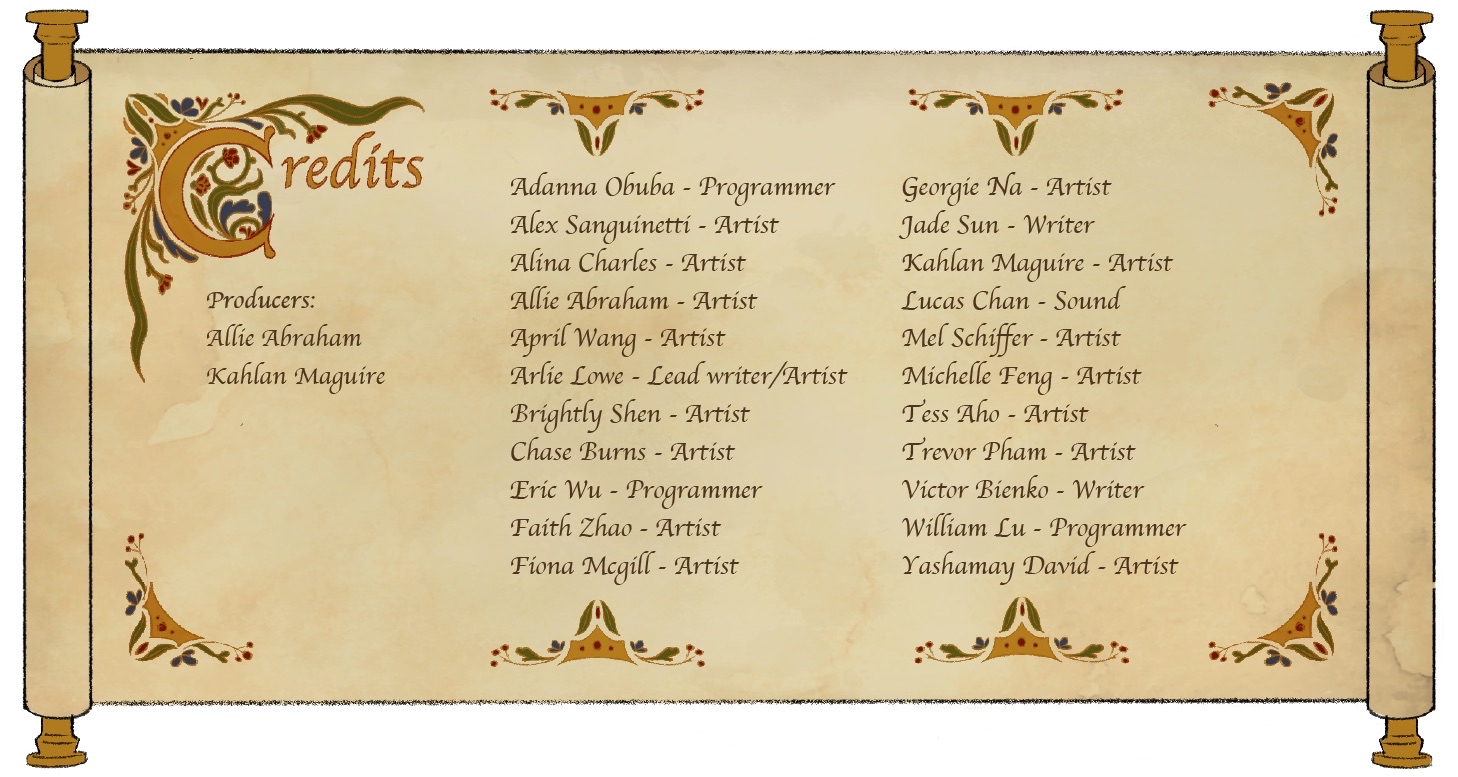 Credits
Producers:
Allie Abraham
Kahlan Maguire
Adanna Obuba - Programmer
Alex Sanguinetti - Artist
Alina Charles - Artist
Allie Abraham - Artist
April Wang - Artist
Arlie Lowe - Lead writer/Artist
Brightly Shen - Artist
Chase Burns - Artist
Eric Wu - Programmer
Faith Zhao - Artist
Fiona Mcgill - Artist
Georgie Na - Artist
Jade Sun - Writer
Kahlan Maguire - Artist
Lucas Chan - Sound
Mel Schiffer - Artist
Michelle Feng - Artist
Tess Aho - Artist
Trevor Pham - Artist
Victor Bienko - Writer
William Lu - Programmer
Yashamay David - Artist